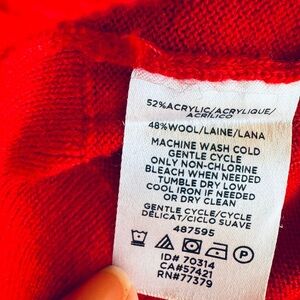 52%ACRYLIC/ACRYLIQUE/
ACRILICO
48%WOOL/LAINE/LANA
MACHINE WASH COLD
GENTLE CYCLE
ONLY NON-CHLORINE
BLEACH WHEN NEEDED
TUMBLE DRY LOW
COOL IRON IF NEEDED
OR DRY CLEAN
GENTLE CYCLE/CYCLE
DÉLICAT/CICLO SUAVE
487595
P
ID# 70314
CA#57421
RN#77379